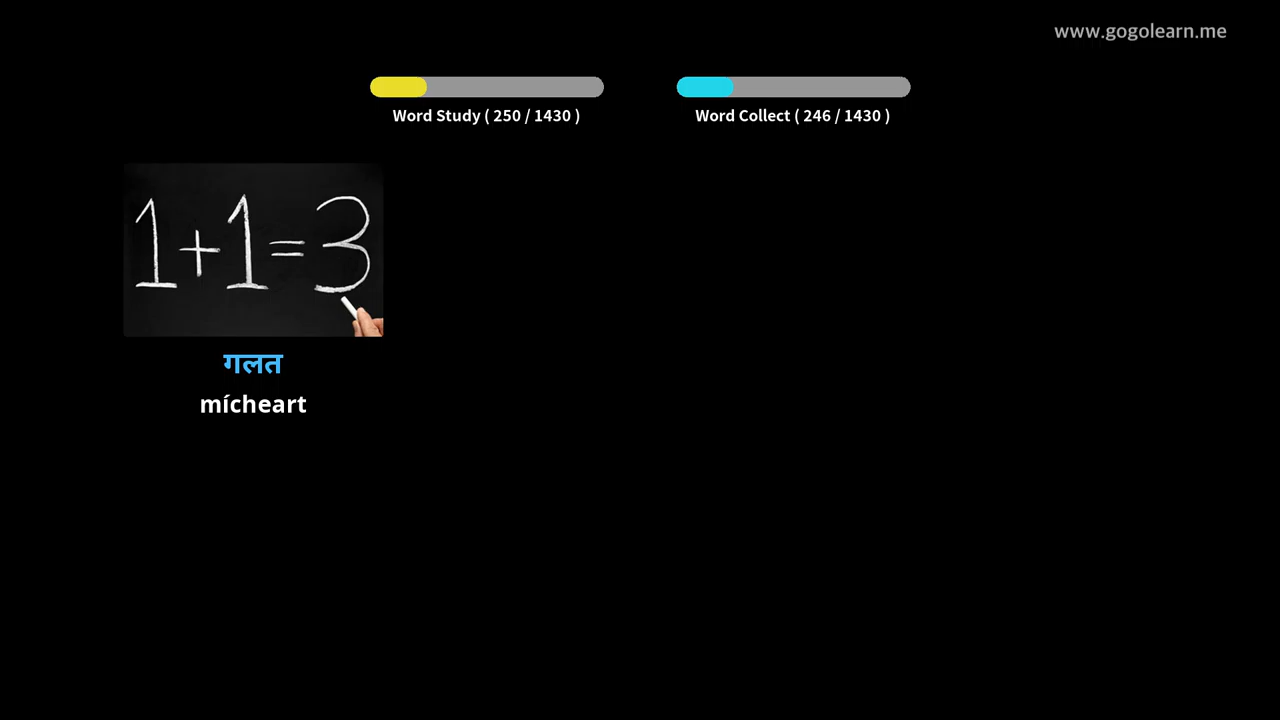 www.gogolearn.me
Word Study ( 250 / 1430 )
Word Collect ( 246 / 1430 )
1+1=3
गलत
mícheart